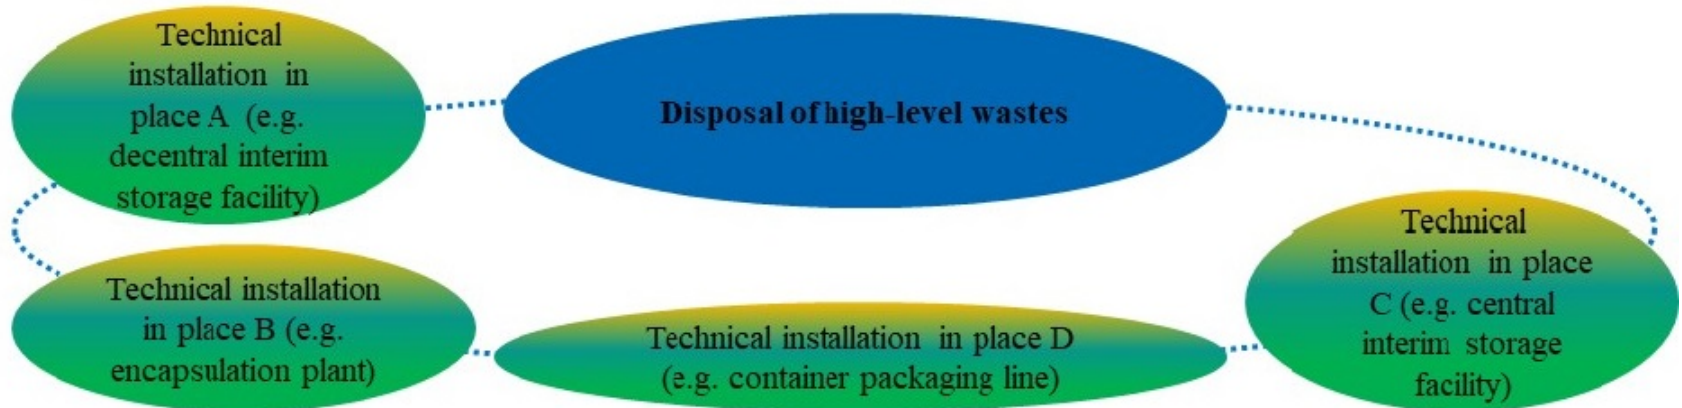 Technical
installation in
place A (e.g.
decentral interim
storage facility)
Disposal of high-level wastes
Technical
installation in place
C (e.g. central
interim storage
facility)
Technical installation
in place B (e.g.
encapsulation plant)
Technical installation in place D
(e.g. container packaging line)